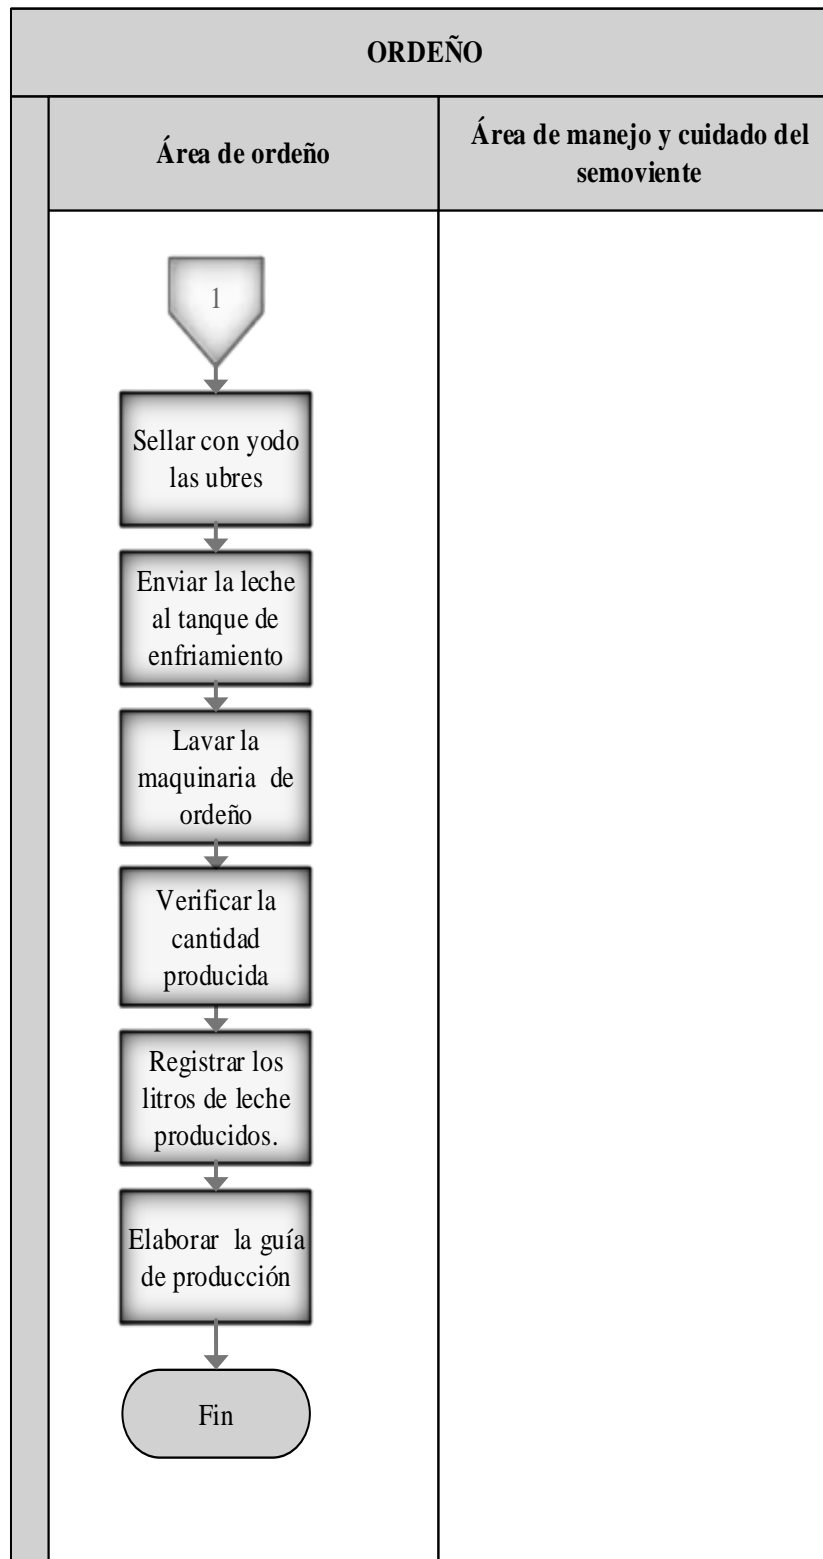 ORDEÑO
Área de ordeño
Área de manejo y cuidado del
semoviente
1
Sellar con yodo
las ubres
Enviar la leche
al tanque de
enfriamiento
Lavar la
maquinaria de
ordeño
Verificar la
cantidad
producida
Registrar los
litros de leche
producidos.
Elaborar la guía
de producción
Fin